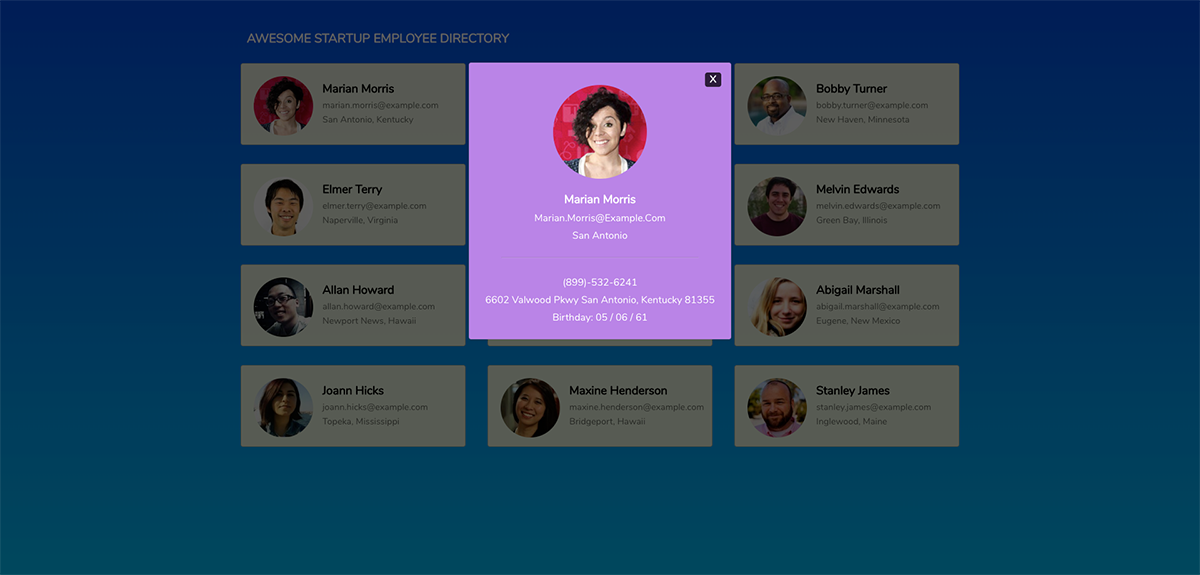 AWESOME STARTUP EMPLOYEE DIRECTORY
Marian Morris
marian.morris@example.com
San Antonio, Kentucky
X
Marian Morris
Marian.Morris@Example.Com
San Antonio
(899)-532-6241
6602 Valwood Pkwy San Antonio, Kentucky 81355
Birthday: 05 / 06 / 61
Bobby Turner
bobby.turner@example.com
New Haven, Minnesota
Elmer Terry
elmer.terry@example.com
Naperville, Virginia
Melvin Edwards
melvin.edwards@example.com
Green Bay, Illinois
Allan Howard
allan.howard@example.com
Newport News, Hawaii
Abigail Marshall
abigail.marshall@example.com
Eugene, New Mexico
Joann Hicks
joann.hicks@example.com
Topeka, Mississippi
Maxine Henderson
maxine.henderson@example.com
Bridgeport, Hawaii
Stanley James
stanley.james@example.com
Inglewood, Maine